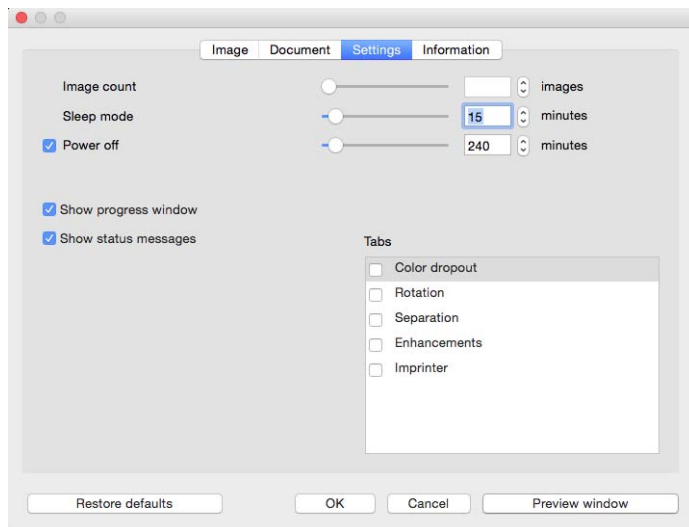 Image Document Settings Information
Image count images
Sleep mode 15 minutes
Power off 240 minutes
Show progress window
Show status messages
Tabs
Color dropout
Rotation
Separation
Enhancements
Imprinter
Restore defaults OK Cancel Preview window